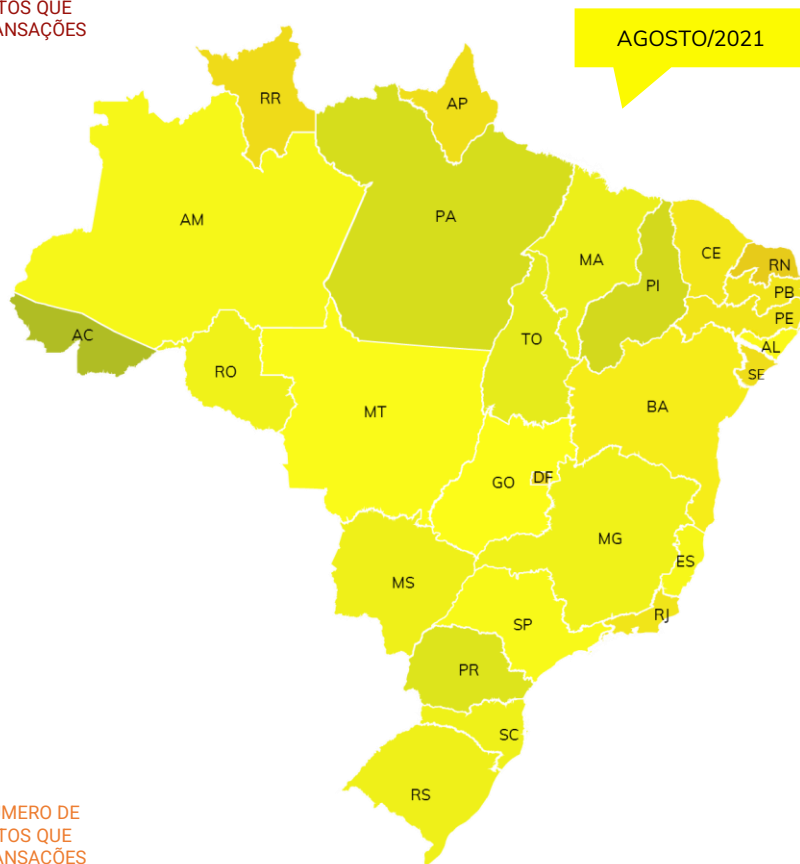 TOS QUE
ANSAÇÕES
AGOSTO/2021
RR
AP
AM
PA
MA
CE
RN
PI
PB
PE
AC
TO
AL
RO
SE
MT
BA
GO
DF
MG
ES
MS
RJ
SP
PR
SC
RS
MERO DE
TOS QUE
ANSAÇÕES